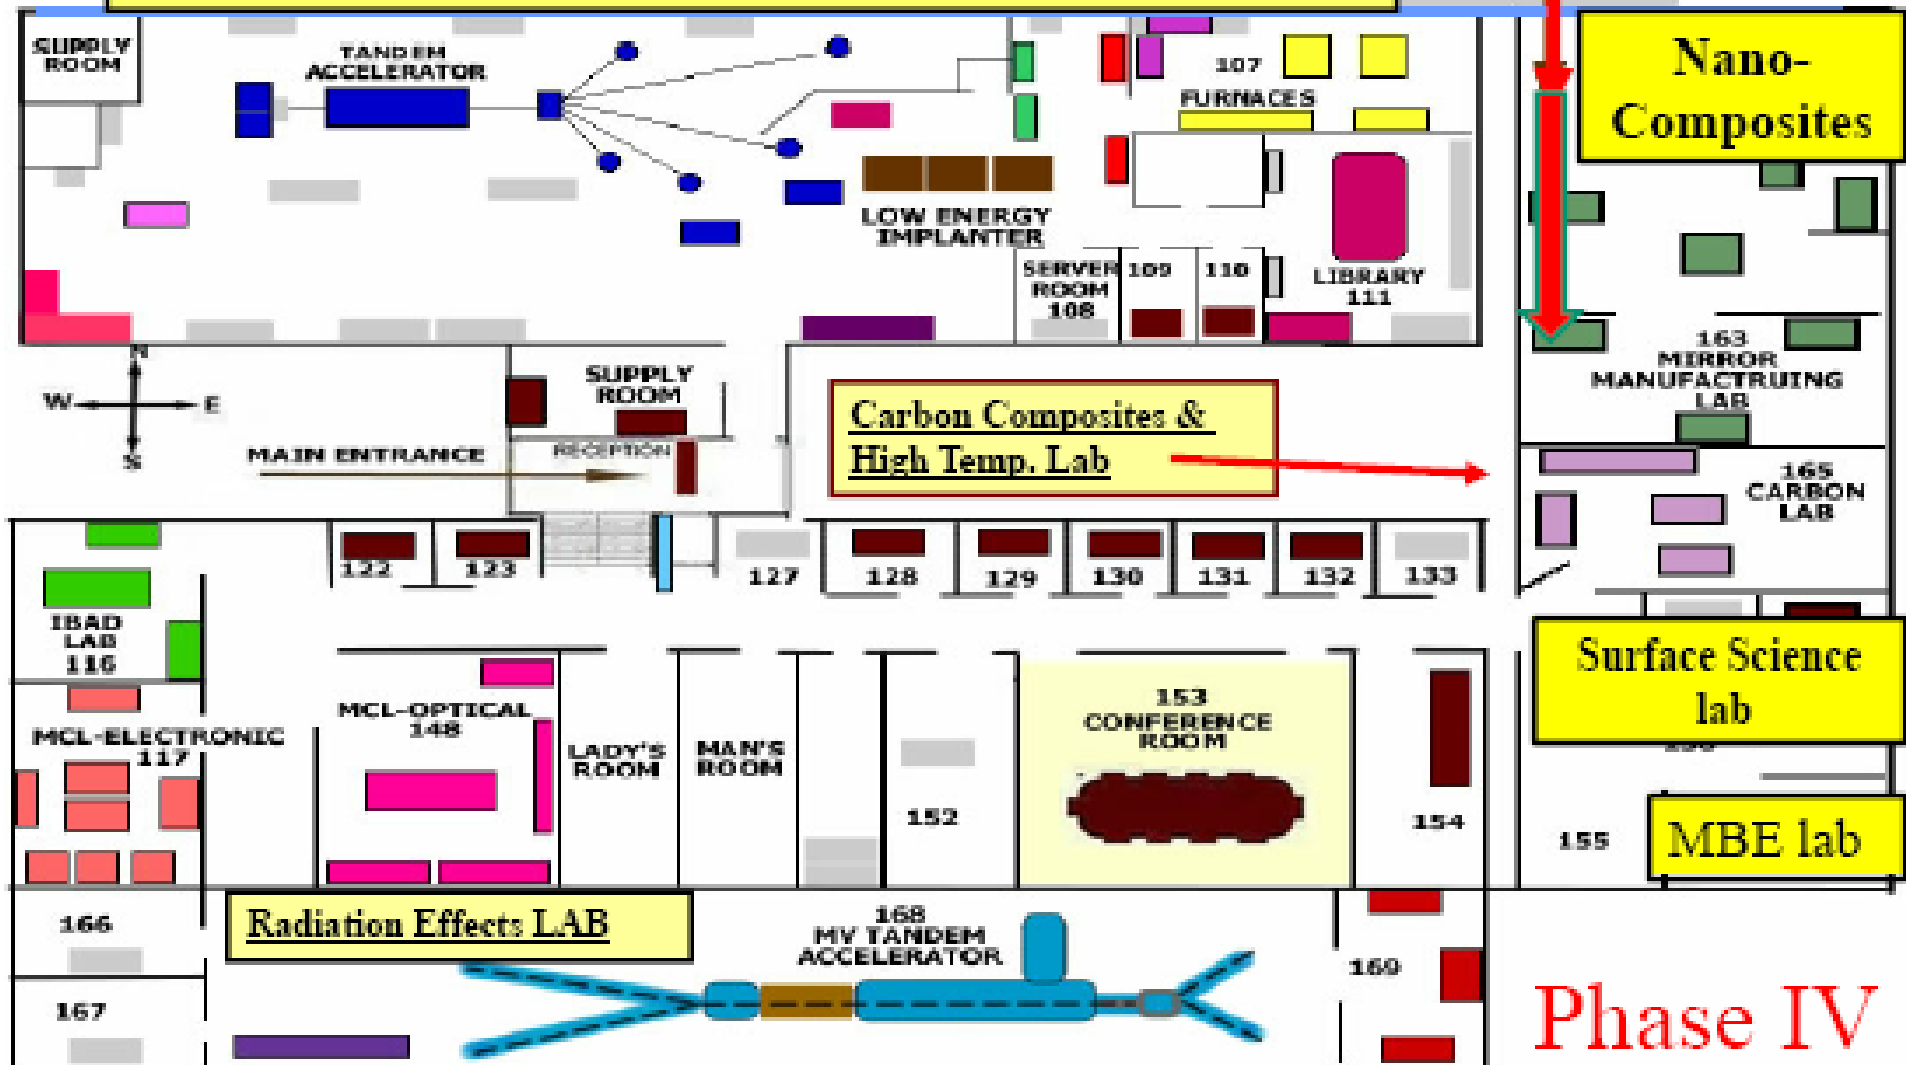 SUPPLY
ROOM
TANDEM
ACCELERATOR
107
FURNACES
Nano-
Composites
LOW ENERGY
IMPLANTER
SERVER
ROOM
108
109
110
LIBRARY
111
163
MIRROR
MANUFACTRUING
LAB
N
W
E
S
SUPPLY
ROOM
RECEPTION
MAIN ENTRANCE
Carbon Composites &
High Temp. Lab
165
CARBON
LAB
122
123
127
128
129
130
131
132
133
IBAD
LAB
116
Surface Science
lab
MCL-ELECTRONIC
117
MCL-OPTICAL
148
LADY'S
ROOM
MAN'S
ROOM
152
153
CONFERENCE
ROOM
154
155
MBE lab
166
167
Radiation Effects LAB
168
MV TANDEM
ACCELERATOR
169
Phase IV